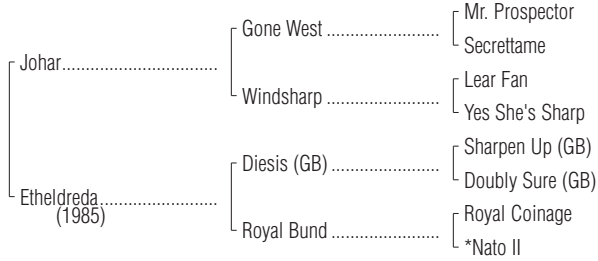 Mr. Prospector
Gone West ........................
Secrettame
Johar.................................
Lear Fan
Windsharp ........................
Yes She's Sharp
Sharpen Up (GB)
Diesis (GB) .......................
Doubly Sure (GB)
Etheldreda.........................
(1985)
Royal Coinage
Royal Bund .......................
*Nato II